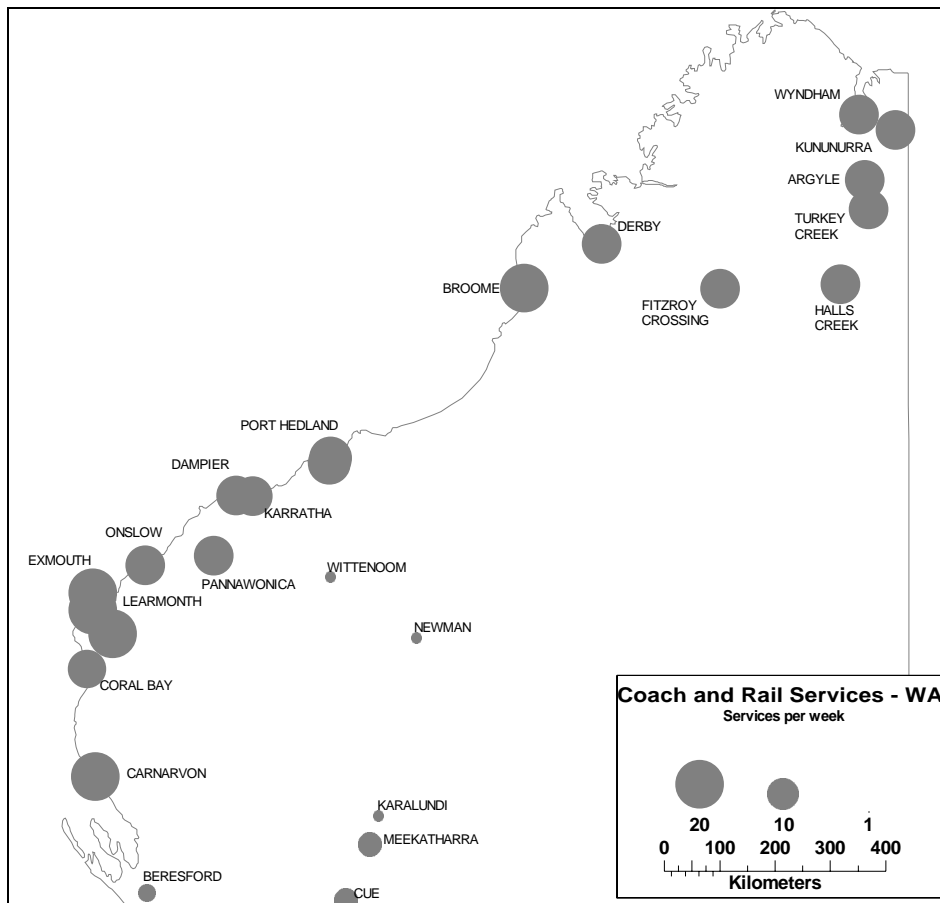 WYNDHAM
KUNUNURRA
ARGYLE
TURKEY
CREEK
DERBY
BROOME
FITZROY
CROSSING
HALLS
CREEK
PORT HEDLAND
DAMPIER
KARRATHA
ONSLOW
EXMOUTH
PANNAWONICA
WITTENOOM
LEARMONTH
NEWMAN
CORAL BAY
CARNARVON
KARALUNDI
MEEKATHARRA
BERESFORD
CUE
Coach and Rail Services - WA
Services per week
20 10 1
0 100 200 300 400
Kilometers